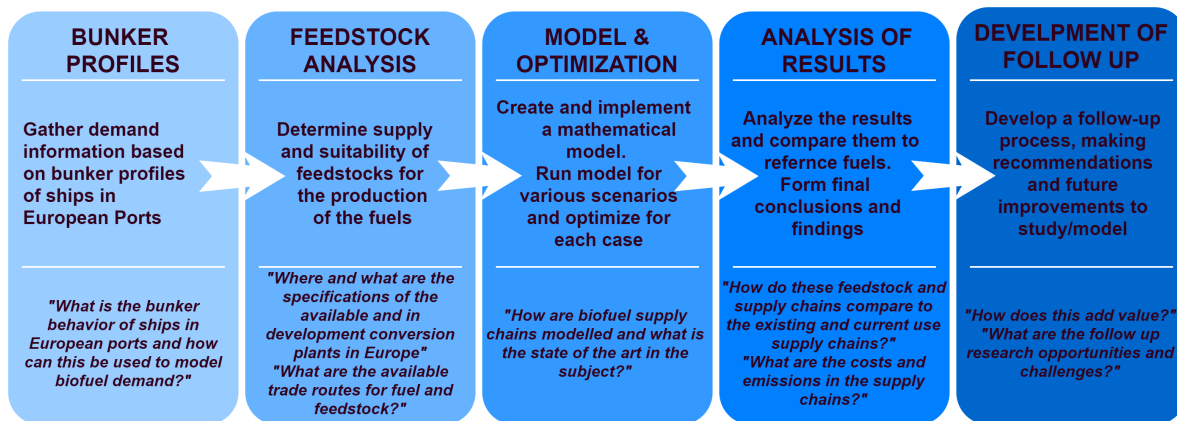 BUNKER
PROFILES
Gather demand
information based
on bunker profiles
of ships in
European Ports
"What is the bunker
behavior of ships in
European ports and how
can this be used to model
biofuel demand?"
FEEDSTOCK
ANALYSIS
Determine supply
and suitability of
feedstocks for
the production
of the fuels
"Where and what are the
specifications of the
available and in
development conversion
plants in Europe"
"What are the available
trade routes for fuel and
feedstock?"
MODEL &
OPTIMIZATION
Create and implement
a mathematical
model.
Run model for
various scenarios
and optimize for
each case
"How are biofuel supply
chains modelled and what is
the state of the art in the
subject?"
ANALYSIS OF
RESULTS
Analyze the results
and compare them to
refernce fuels.
Form final
conclusions and
findings
"How do these feedstock and
supply chains compare to
the existing and current use
supply chains?"
"What are the costs and
emissions in the supply
chains?"
DEVELPMENT OF
FOLLOW UP
Develop a follow-up
process, making
recommendations
and future
improvements to
study/model
"How does this add value?"
"What are the follow up
research opportunities and
challenges?"